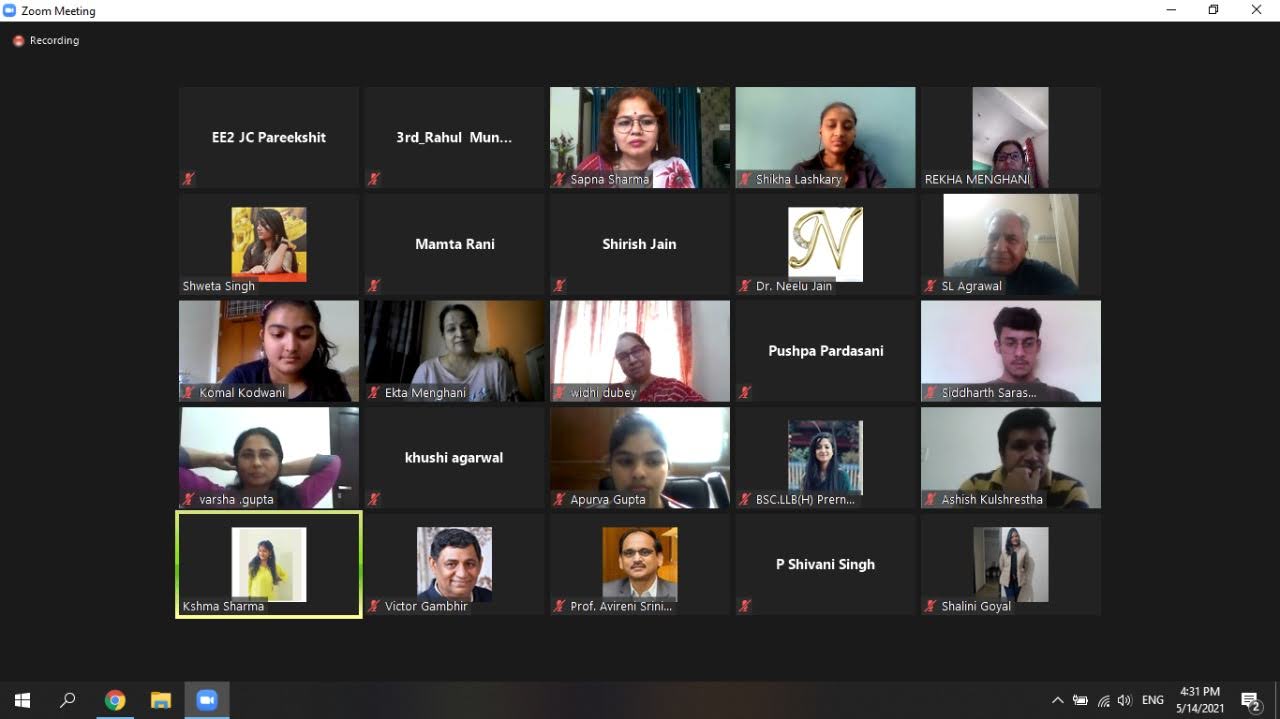 Zoom Meeting
Recording
EE2 JC Pareekshit
3rd_Rahul Mun...
Sapna Sharma
Shikha Lashkary
REKHA MENGHANI
Shweta Singh
Mamta Rani
Shirish Jain
N
Dr. Neelu Jain
SL Agrawal
Komal Kodwani
Ekta Menghani
widhi dubey
Pushpa Pardasani
Siddharth Saras...
varsha .gupta
khushi agarwal
Apurva Gupta
BSC.LLB(H) Prern...
Ashish Kulshrestha
Kshma Sharma
Victor Gambhir
Prof. Avireni Srini...
P Shivani Singh
Shalini Goyal
ENG
4:31 PM
5/14/2021
2